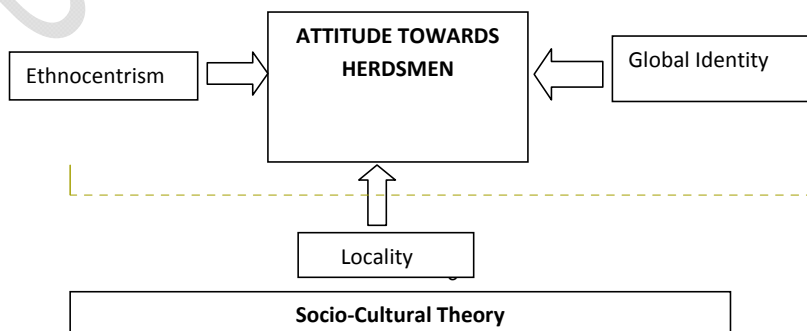 ATTITUDE TOWARDS
HERDSMEN
Ethnocentrism
Global Identity
Locality
Socio-Cultural Theory